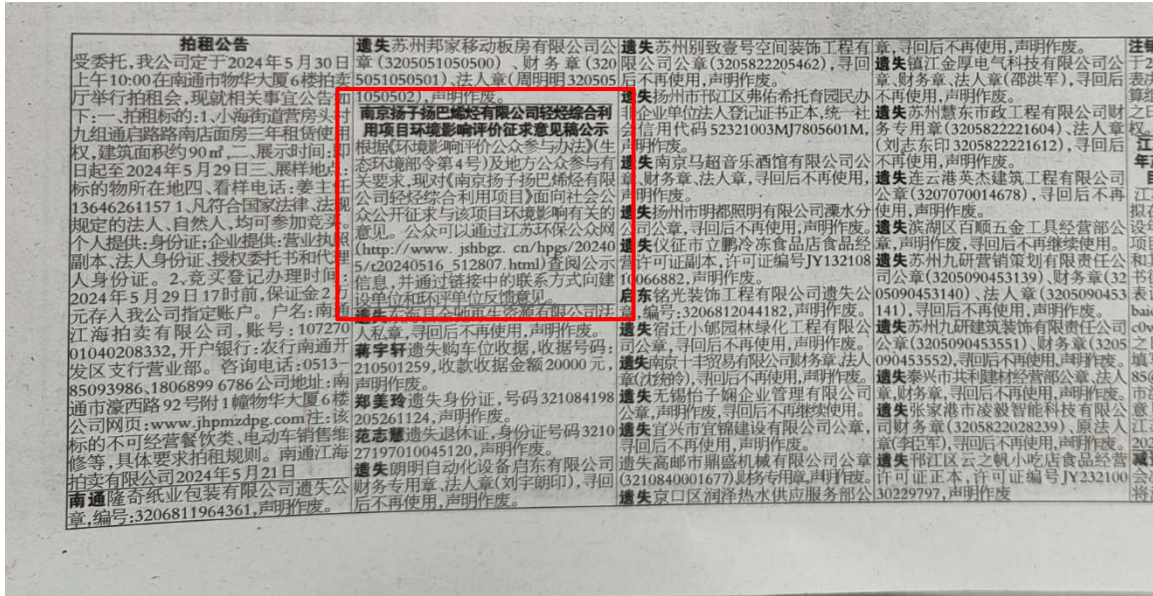 拍租公告
受委托,我公司定于2024年5月30日
上午10:00在南通市物华大厦6楼拍卖
厅举行拍租会,现就相关事宜公告如
下:一、拍租标的:1、小海街道营房头村
九组通启路路南店面房三年租赁使用
权,建筑面积约90㎡,二、展示时间:即
日起至2024年5月29日三、展样地点:
标的物所在地四、看样电话:姜主任
13646261157 1、凡符合国家法律、法规
规定的法人、自然人,均可参加竞买。
个人提供:身份证;企业提供:营业执照
副本、法人身份证、授权委托书和代理
人身份证。2、竞买登记办理时间:
2024年5月29日17时前,保证金2万
元存入我公司指定账户。户名:南通
江海拍卖有限公司,账号:107270
01040208332,开户银行:农行南通开
发区支行营业部。咨询电话:0513-
85093986、1806899 6786公司地址:南
通市濠西路92号附1幢物华大厦6楼
公司网页:www.jhpmzdpg.com注:该
标的不可经营餐饮类、电动车销售维
修等,具体要求拍租规则。南通江海
拍卖有限公司2024年5月21日
南通隆奇纸业包装有限公司遗失公
章,编号:3206811964361,声明作废。
遗失苏州邦家移动板房有限公司公
章(3205051050500)、财务章(320
5051050501)、法人章(周明明320505
1050502),声明作废。
南京扬子扬巴烯烃有限公司轻烃综合利
用项目环境影响评价征求意见稿公示
根据《环境影响评价公众参与办法》(生
态环境部令第4号)及地方公众参与有
关要求,现对《南京扬子扬巴烯烃有限
公司轻烃综合利用项目》面向社会公
众公开征求与该项目环境影响有关的
意见。公众可以通过江苏环保公众网
(http://www.jshbgz.cn/hpgs/20240
5/t20240516_512807.html)查阅公示
信息,并通过链接中的联系方式向建
设单位和环评单位反馈意见。
遗失东海县金驰再生资源有限公司法
人私章,寻回后不再使用,声明作废。
蒋宇轩遗失购车位收据,收据号码:
210501259,收款收据金额20000元,
声明作废。
郑美玲遗失身份证,号码321084198
205261124,声明作废。
范志慧遗失退休证,身份证号码3210
27197010045120,声明作废。
遗失朗明自动化设备启东有限公司
财务专用章、法人章(刘宇朗印),寻回
后不再使用,声明作废。
遗失苏州别致壹号空间装饰工程有
限公司公章(3205822205462),寻回
后不再使用,声明作废。
遗失扬州市邗江区弗佑希托育园民办
非企业单位法人登记证书正本,统一社
会信用代码52321003MJ7805601M,
声明作废。
遗失南京马超音乐酒馆有限公司公
章、财务章、法人章,寻回后不再使用,
声明作废。
遗失扬州市明都照明有限公司溧水分
公司公章,寻回后不再使用,声明作废。
遗失仪征市立鹏冷冻食品店食品经
营许可证副本,许可证编号JY132108
10066882,声明作废。
启东铭光装饰工程有限公司遗失公
章,编号:3206812044182,声明作废。
遗失宿迁小郇园林绿化工程有限公
司公章,寻回后不再使用,声明作废。
遗失南京十丰贸易有限公司财务章、法人
章(沈纷铃),寻回后不再使用,声明作废。
遗失无锡怡子娴企业管理有限公司
公章,声明作废,寻回后不再继续使用。
遗失宜兴市宜锦建设有限公司公章,
寻回后不再使用,声明作废。
遗失高邮市鼎盛机械有限公司公章
(3210840001677),财务专用章,声明作废。
遗失京口区润泽热水供应服务部公
章,寻回后不再使用,声明作废。
遗失镇江金厚电气科技有限公司公
章、财务章、法人章(邵洪军),寻回后
不再使用,声明作废。
遗失苏州慧东市政工程有限公司财
务专用章(3205822221604)、法人章
(刘志东印3205822221612),寻回后
不再使用,声明作废。
遗失连云港英杰建筑工程有限公司
公章(3207070014678),寻回后不再
使用,声明作废。
遗失滨湖区百顺五金工具经营部公
章,声明作废,寻回后不再继续使用。
遗失苏州九研营销策划有限责任公
司公章(3205090453139)、财务章(32
05090453140)、法人章(3205090453
141),寻回后不再使用,声明作废。
遗失苏州九研建筑装饰有限责任公司
公章(3205090453551)、财务章(3205
090453552),寻回后不再使用,声明作废。
遗失泰兴市共利建材经营部公章、法人
章,财务章,寻回后不再使用,声明作废。
遗失张家港市凌毅智能科技有限公
司财务章(3205822028239)、原法人
章(李臣军),寻回后不再使用,声明作废。
遗失邗江区云之帆小吃店食品经营
许可证正本,许可证编号JY232100
30229797,声明作废